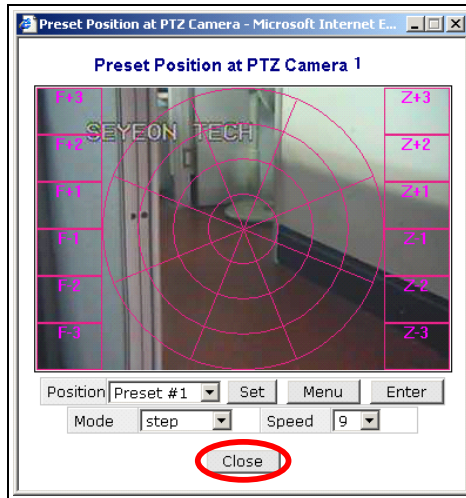 Preset Position at PTZ Camera - Microsoft Internet E...
Preset Position at PTZ Camera 1
F+3 Z+3
SEYEON TECH
F+2 Z+2
F+1 Z+1
F-1 Z-1
F-2 Z-2
F-3 Z-3
Position Preset #1 Set Menu Enter
Mode step Speed 9
Close